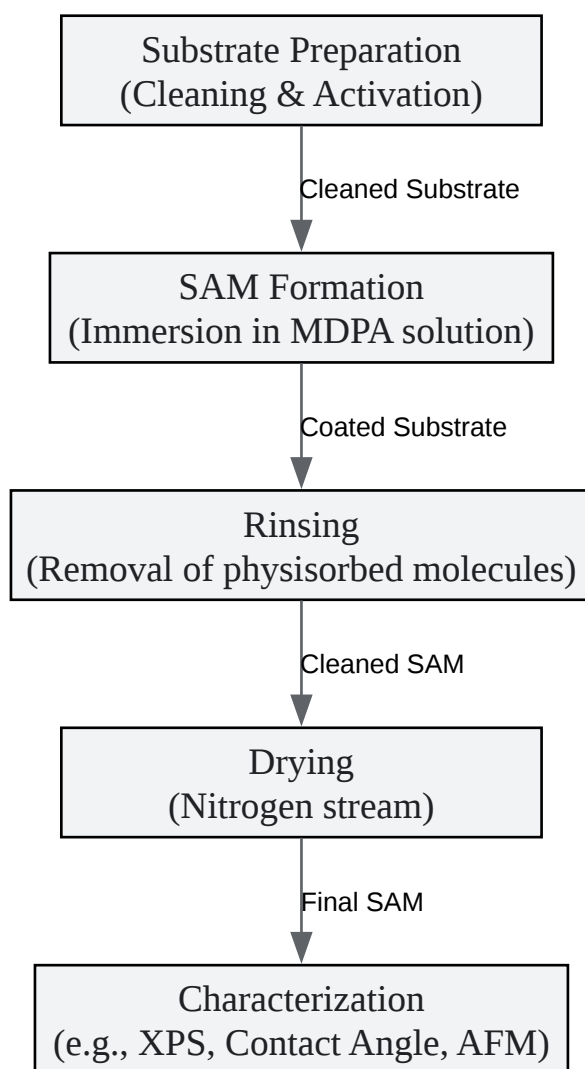 Substrate Preparation
(Cleaning & Activation)
Cleaned Substrate
SAM Formation
(Immersion in MDPA solution)
Coated Substrate
Rinsing
(Removal of physisorbed molecules)
Cleaned SAM
Drying
(Nitrogen stream)
Final SAM
Characterization
(e.g., XPS, Contact Angle, AFM)